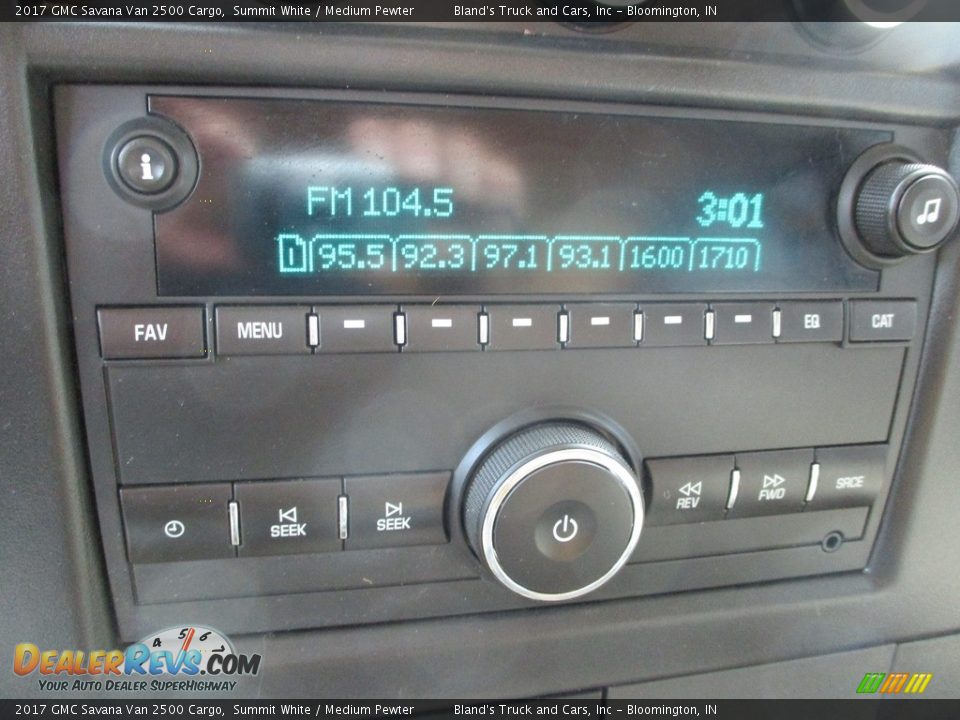 2017 GMC Savana Van 2500 Cargo, Summit White / Medium Pewter Bland's Truck and Cars, Inc - Bloomington, IN
i
FM 104.5 3:01
D 95.5 92.3 97.1 93.1 1600 1710
FAV MENU EQ CAT
SEEK SEEK REV FWD SRCE
4 5 6
DealerRevs.com
Your Auto Dealer SuperHighway
2017 GMC Savana Van 2500 Cargo, Summit White / Medium Pewter Bland's Truck and Cars, Inc - Bloomington, IN